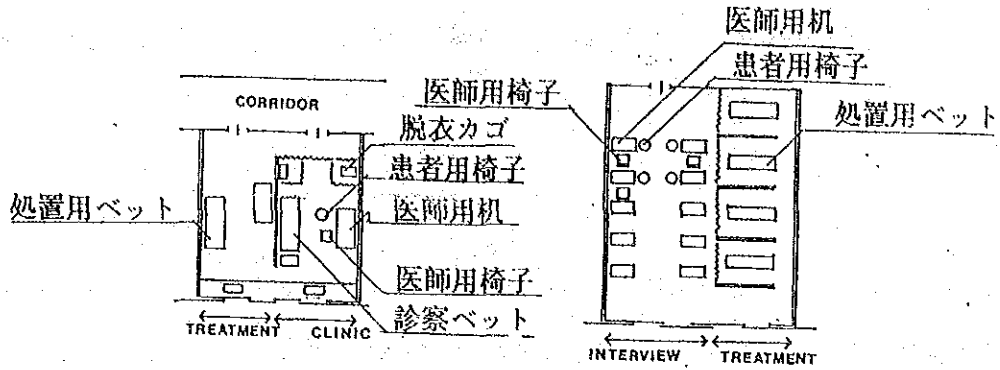 医師用机
患者用椅子
医師用椅子
処置用ベット
CORRIDOR
脱衣カゴ
患者用椅子
処置用ベット
医師用机
医師用椅子
診察ベット
TREATMENT
CLINIC
INTERVIEW
TREATMENT